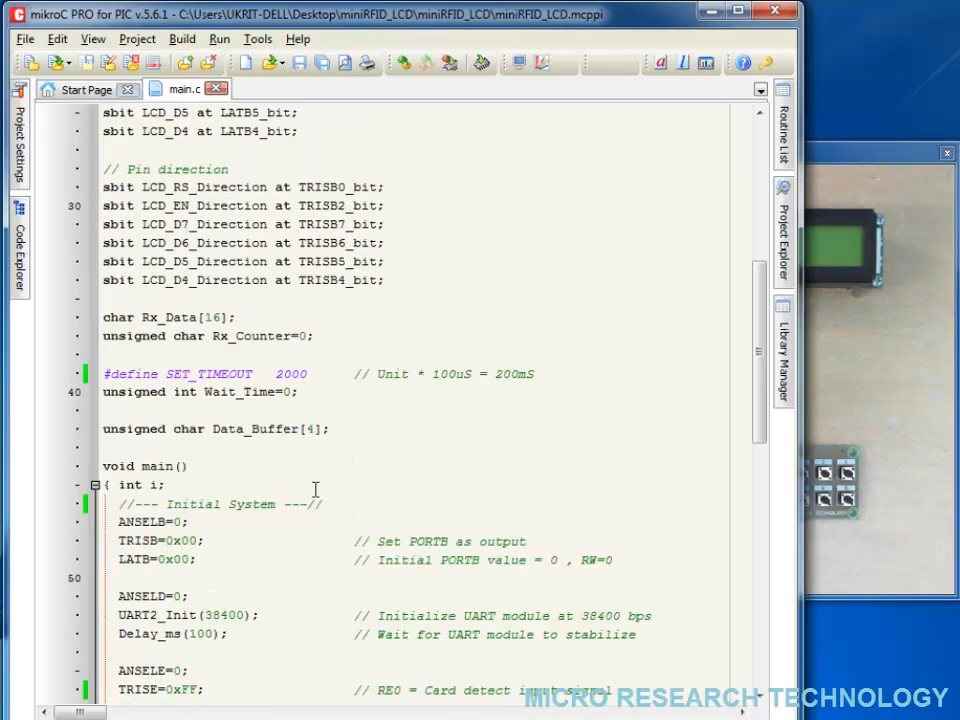 mikroC PRO for PIC v.5.6.1 - C:\Users\UKRIT-DELL\Desktop\miniRFID_LCD\miniRFID_LCD\miniRFID_LCD.mcppi
File Edit View Project Build Run Tools Help
Start Page main.c
Project Settings
Code Explorer
Routine List
Project Explorer
Library Manager
sbit LCD_D5 at LATB5_bit;
sbit LCD_D4 at LATB4_bit;
// Pin direction
sbit LCD_RS_Direction at TRISB0_bit;
30 sbit LCD_EN_Direction at TRISB2_bit;
sbit LCD_D7_Direction at TRISB7_bit;
sbit LCD_D6_Direction at TRISB6_bit;
sbit LCD_D5_Direction at TRISB5_bit;
sbit LCD_D4_Direction at TRISB4_bit;
char Rx_Data[16];
unsigned char Rx_Counter=0;
#define SET_TIMEOUT 2000 // Unit * 100uS = 200mS
40 unsigned int Wait_Time=0;
unsigned char Data_Buffer[4];
void main()
{ int i;
//--- Initial System ---//
ANSELB=0;
TRISB=0x00; // Set PORTB as output
LATB=0x00; // Initial PORTB value = 0 , RW=0
50
ANSELD=0;
UART2_Init(38400); // Initialize UART module at 38400 bps
Delay_ms(100); // Wait for UART module to stabilize
ANSELE=0;
TRISE=0xFF; // RE0 = Card detect input signal
MICRO RESEARCH TECHNOLOGY